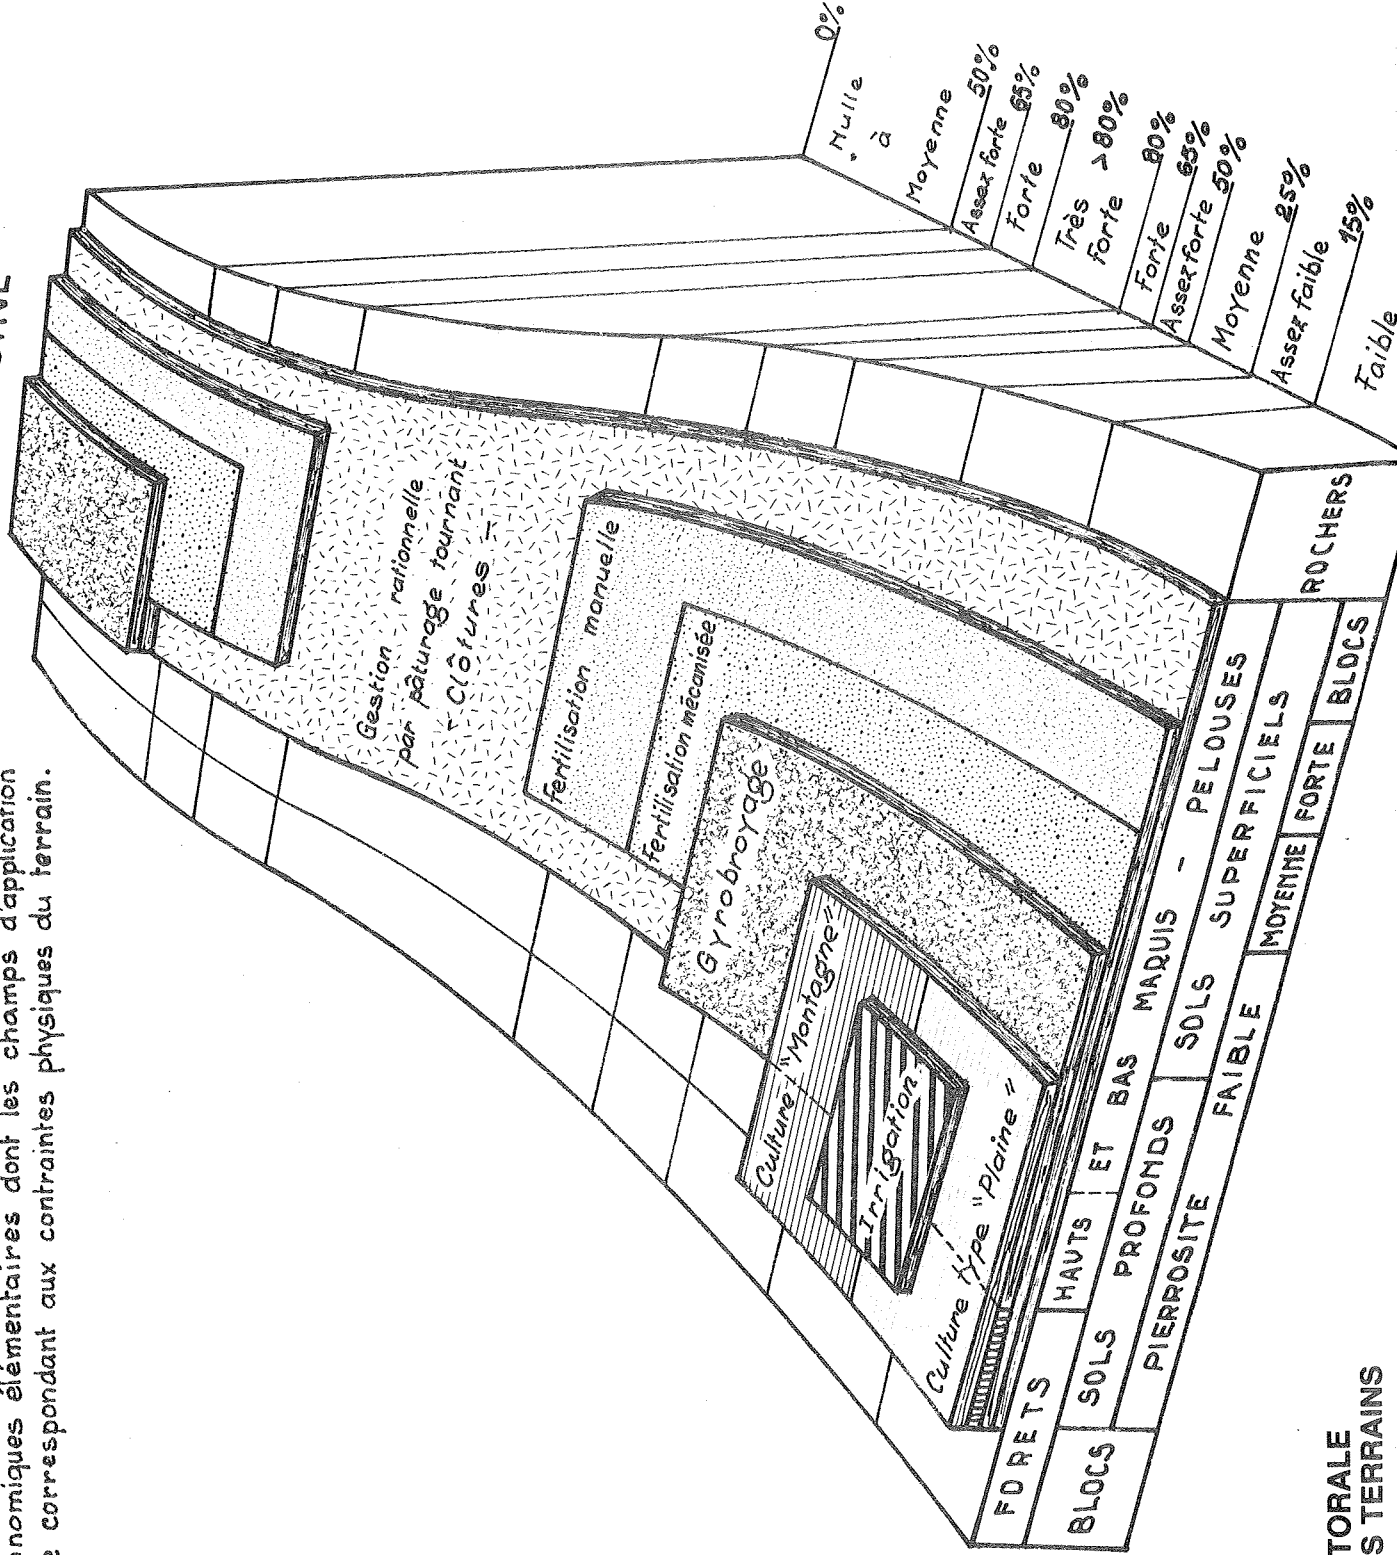 nomiques élémentaires dont les champs d'application
correspondant aux contraintes physiques du terrain.
0%
Nulle
à
Moyenne
50%
Assez forte 65%
Forte 80%
Très
forte >80%
Forte 80%
Assez forte 65%
50%
Moyenne
25%
Assez faible
15%
Faible
Gestion rationnelle
par pâturage tournant
- Clôtures -
fertilisation manuelle
fertilisation mécanisée
Gyrobroyage
Culture "Montagne"
Irrigation
Culture type "Plaine"
FORETS
HAUTS ET BAS MAQUIS - PELOUSES
ROCHERS
BLOCS
SOLS PROFONDS
SOLS SUPERFICIELS
PIERROSITE FAIBLE
MOYENNE
FORTE
BLOCS
TORALE
S TERRAINS